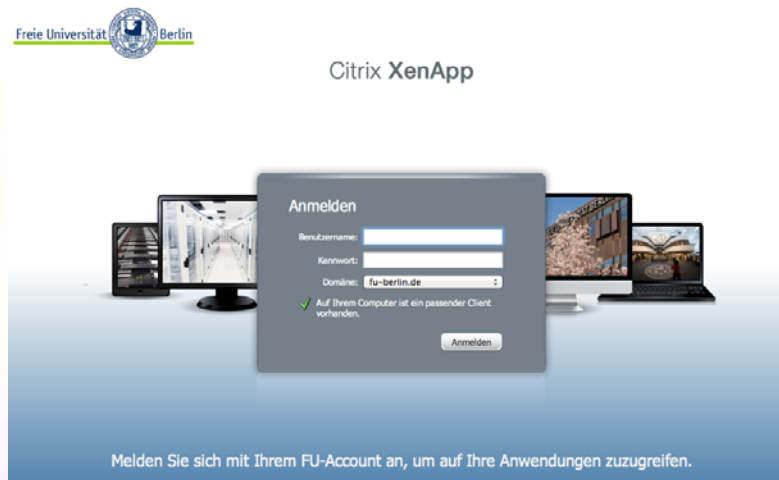 Freie Universität Berlin
Citrix XenApp
Anmelden
Benutzername:
Kennwort:
Domäne: fu-berlin.de
Auf Ihrem Computer ist ein passender Client
vorhanden.
Anmelden
Melden Sie sich mit Ihrem FU-Account an, um auf Ihre Anwendungen zuzugreifen.